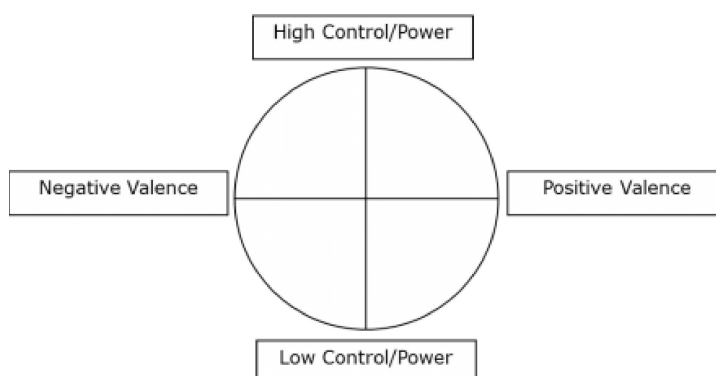 High Control/Power
Negative Valence
Positive Valence
Low Control/Power